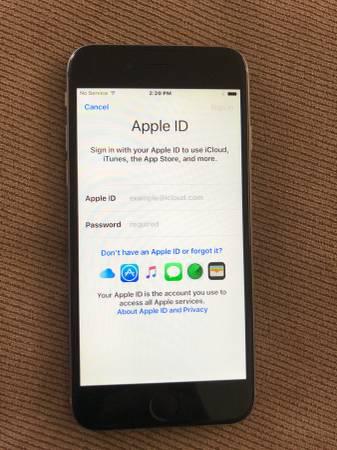 No Service 2:26 PM
Cancel Sign In
Apple ID
Sign in with your Apple ID to use iCloud,
iTunes, the App Store, and more.
Apple ID example@icloud.com
Password required
Don't have an Apple ID or forgot it?
Your Apple ID is the account you use to
access all Apple services.
About Apple ID and Privacy